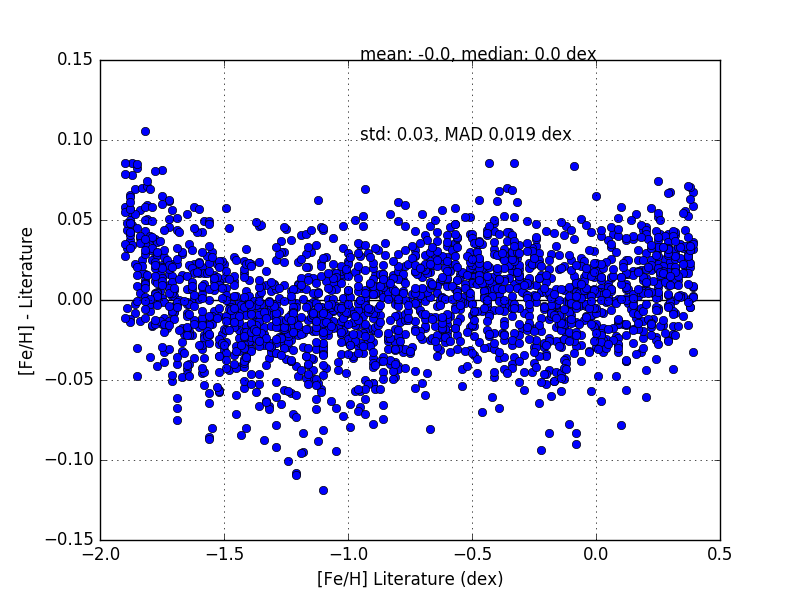 mean: -0.0, median: 0.0 dex
0.15
std: 0.03, MAD 0.019 dex
0.10
0.05
0.00
−0.05
−0.10
−0.15
[Fe/H] - Literature
−2.0 −1.5 −1.0 −0.5 0.0 0.5
[Fe/H] Literature (dex)